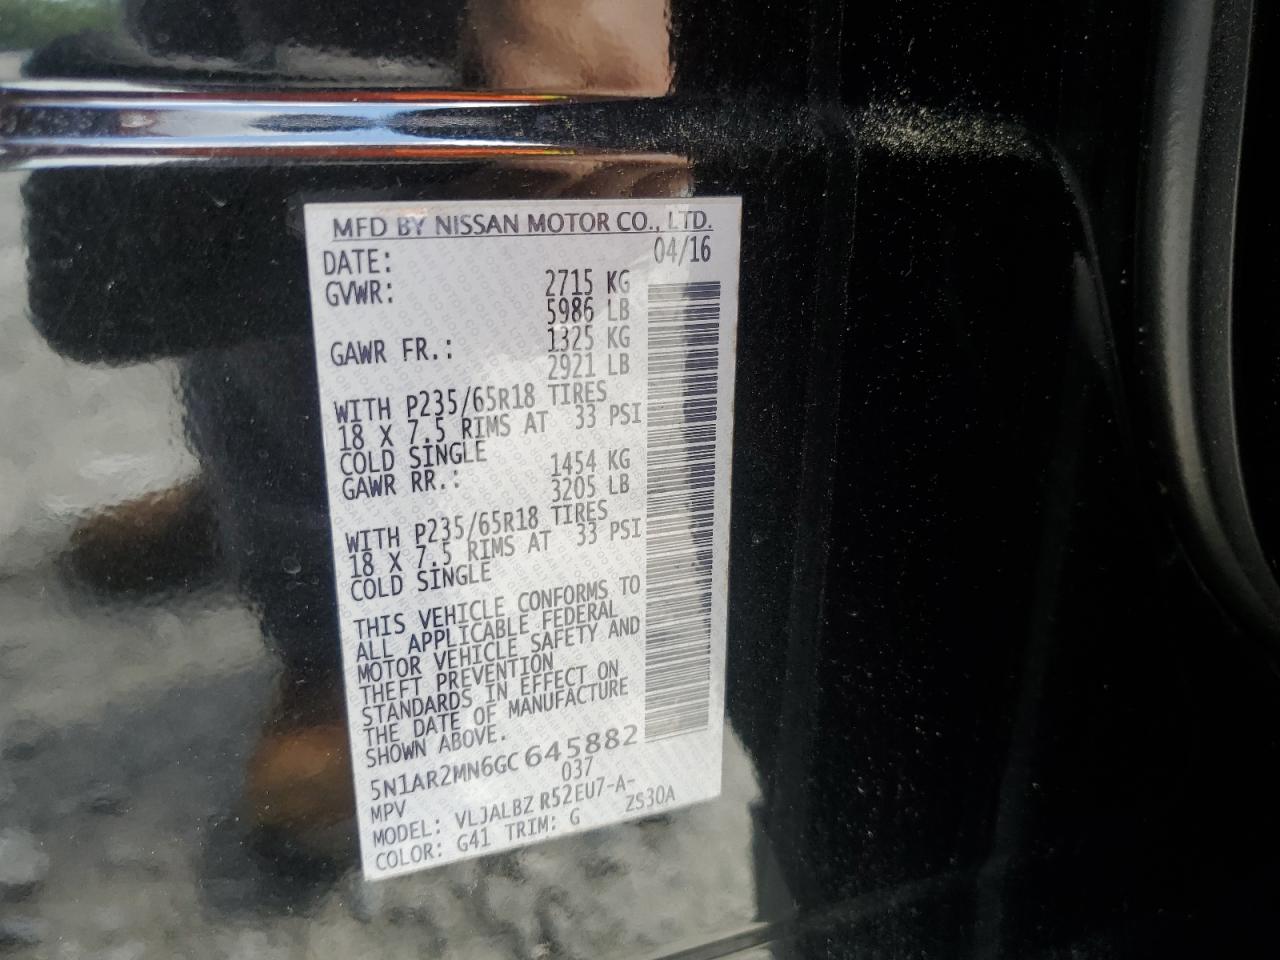 MFD BY NISSAN MOTOR CO., LTD.
DATE: 04/16
GVWR: 2715 KG
5986 LB
GAWR FR.: 1325 KG
2921 LB
WITH P235/65R18 TIRES
18 X 7.5 RIMS AT 33 PSI
COLD SINGLE
GAWR RR.: 1454 KG
3205 LB
WITH P235/65R18 TIRES
18 X 7.5 RIMS AT 33 PSI
COLD SINGLE
THIS VEHICLE CONFORMS TO
ALL APPLICABLE FEDERAL
MOTOR VEHICLE SAFETY AND
THEFT PREVENTION
STANDARDS IN EFFECT ON
THE DATE OF MANUFACTURE
SHOWN ABOVE.
5N1AR2MN6GC645882
MPV 037
MODEL: VLJALBZ R52EU7-A-
COLOR: G41 TRIM: G ZS30A